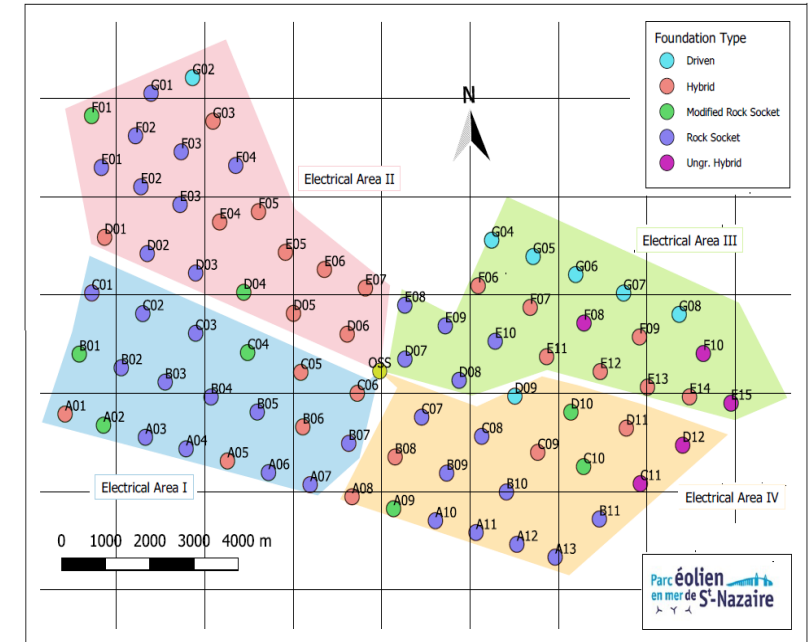 Foundation Type
Driven
Hybrid
Modified Rock Socket
Rock Socket
Ungr. Hybrid
N
G02
G01
F01
G03
F02
F03
F04
E01
E02
E03
F05
E04
D01
D02
E05
D03
E06
E07
D04
D05
D06
Electrical Area II
G04
G05
G06
G07
G08
F06
F07
F08
F09
F10
E08
E09
E10
E11
E12
E13
E14
E15
D07
D08
Electrical Area III
C01
C02
C03
C04
C05
C06
OSS
B01
B02
B03
B04
B05
B06
B07
A01
A02
A03
A04
A05
A06
A07
Electrical Area I
D09
D10
D11
D12
C07
C08
C09
C10
C11
B08
B09
B10
B11
A08
A09
A10
A11
A12
A13
Electrical Area IV
0 1000 2000 3000 4000 m
Parc éolien
en mer de St-Nazaire